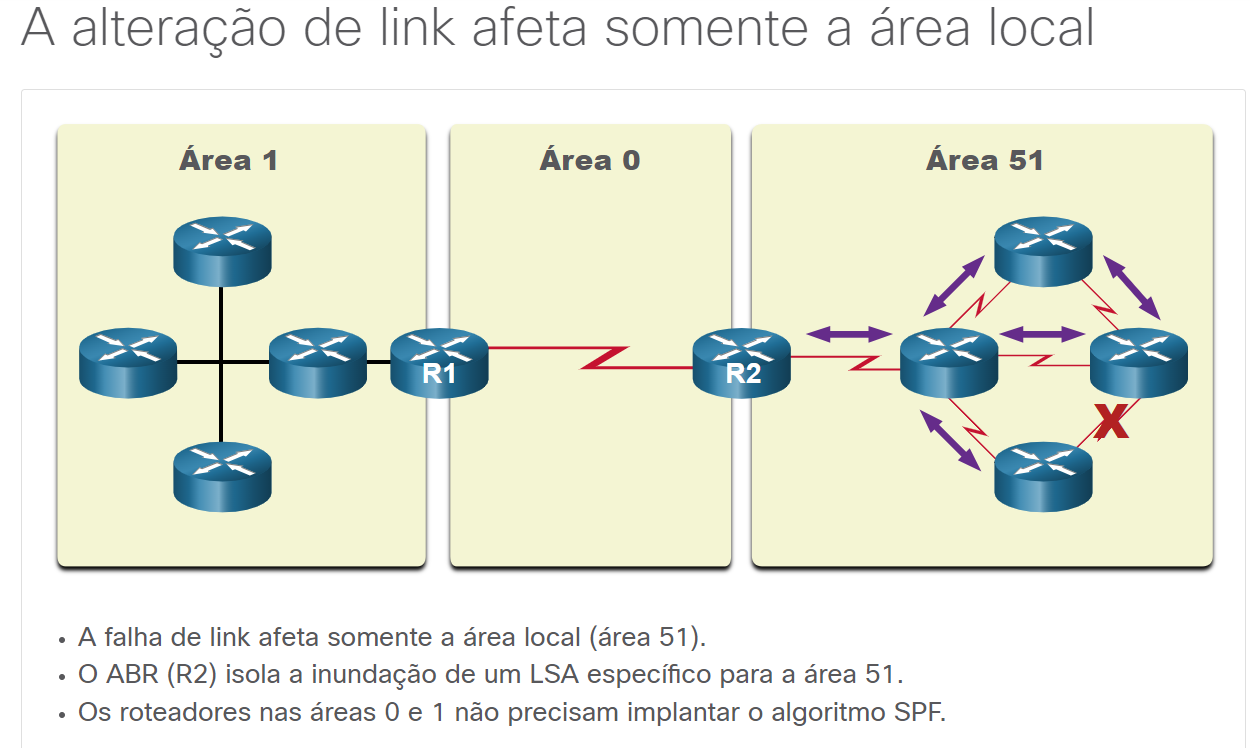 A alteração de link afeta somente a área local
Área 1
Área 0
Área 51
R1
R2
X
• A falha de link afeta somente a área local (área 51).
• O ABR (R2) isola a inundação de um LSA específico para a área 51.
• Os roteadores nas áreas 0 e 1 não precisam implantar o algoritmo SPF.